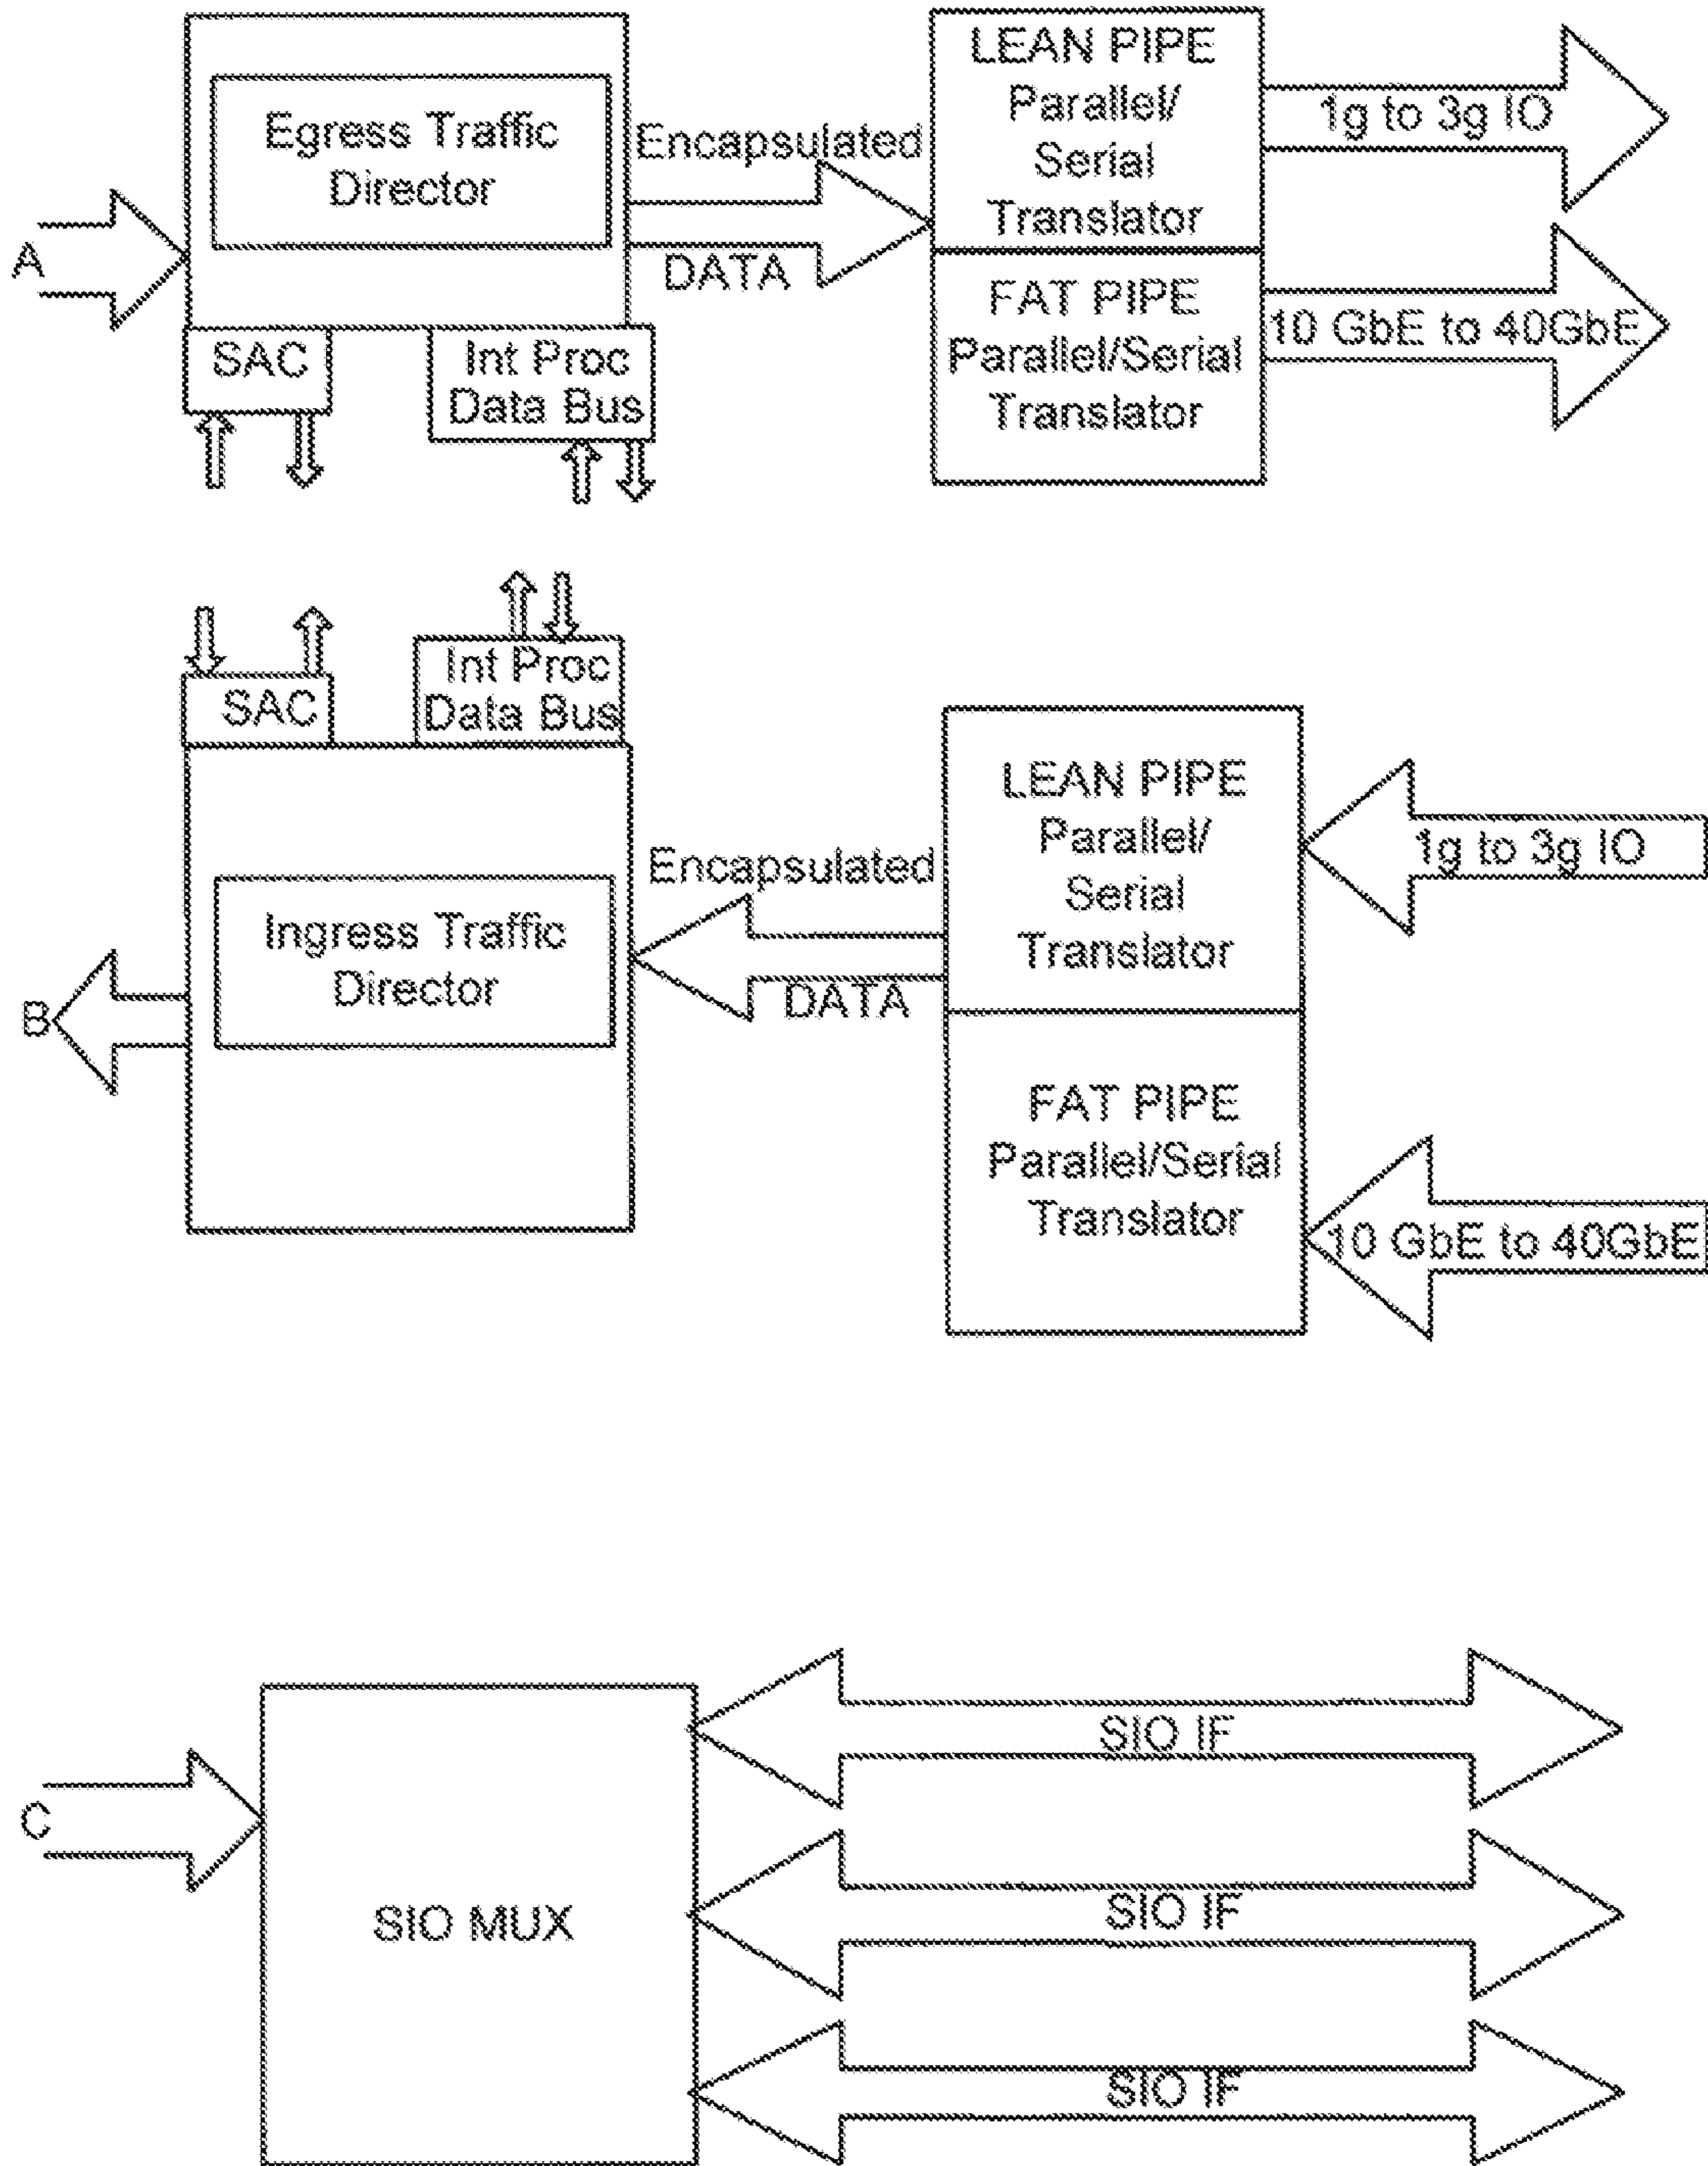 A
Egress Traffic
Director
Encapsulated
DATA
LEAN PIPE
Parallel/
Serial
Translator
FAT PIPE
Parallel/Serial
Translator
1g to 3g IO
10 GbE to 40GbE
SAC
Int Proc
Data Bus
SAC
Int Proc
Data Bus
B
Ingress Traffic
Director
Encapsulated
DATA
LEAN PIPE
Parallel/
Serial
Translator
FAT PIPE
Parallel/Serial
Translator
1g to 3g IO
10 GbE to 40GbE
C
SIO MUX
SIO IF
SIO IF
SIO IF